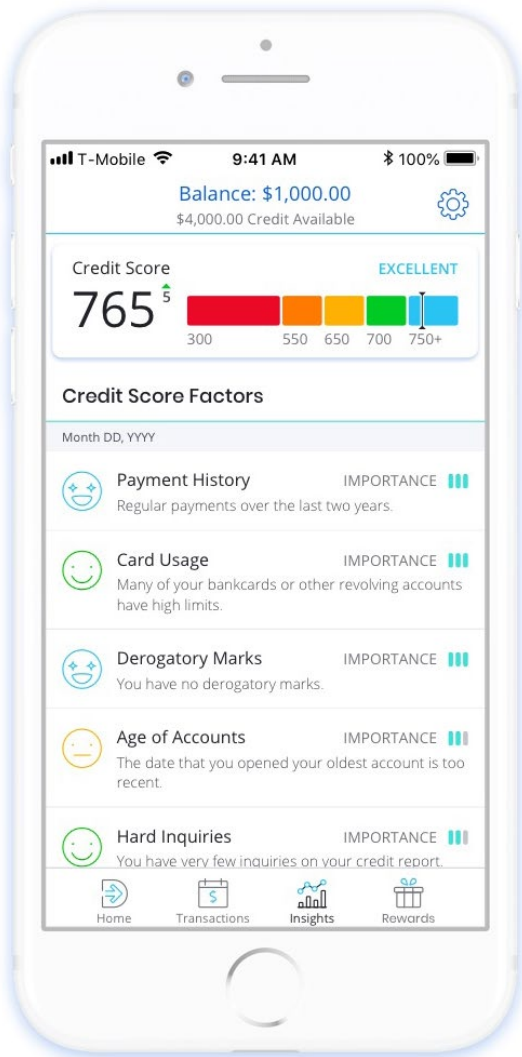 T-Mobile 9:41 AM 100%
Balance: $1,000.00
$4,000.00 Credit Available
Credit Score EXCELLENT
765 5
300 550 650 700 750+
Credit Score Factors
Month DD, YYYY
Payment History IMPORTANCE
Regular payments over the last two years.
Card Usage IMPORTANCE
Many of your bankcards or other revolving accounts
have high limits.
Derogatory Marks IMPORTANCE
You have no derogatory marks.
Age of Accounts IMPORTANCE
The date that you opened your oldest account is too
recent.
Hard Inquiries IMPORTANCE
You have very few inquiries on your credit report.
$
Home Transactions Insights Rewards